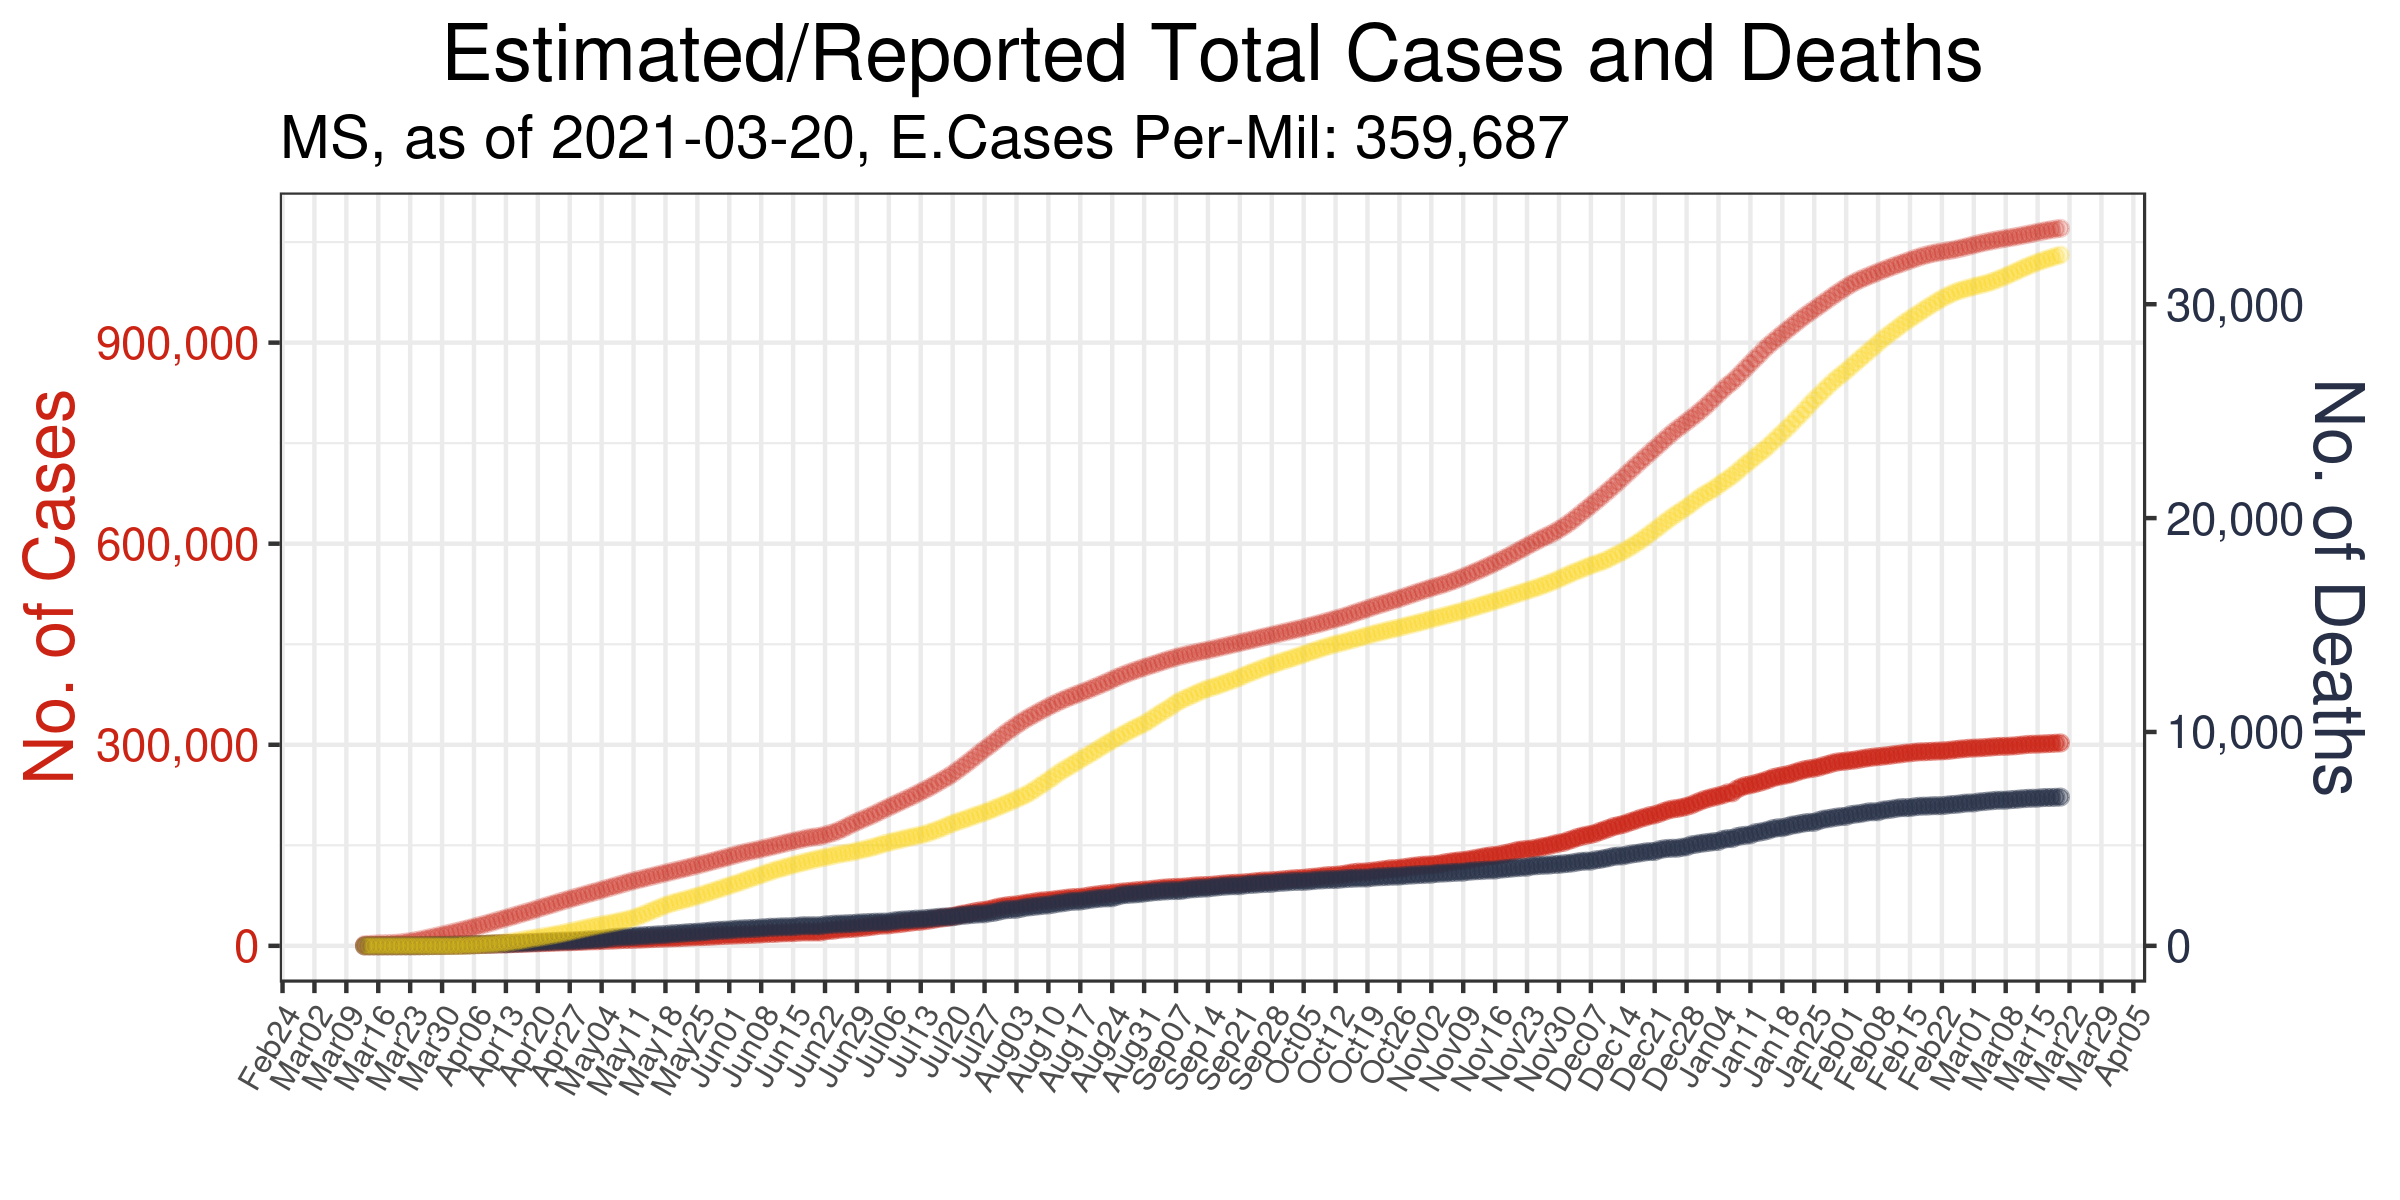 Estimated/Reported Total Cases and Deaths
MS, as of 2021-03-20, E.Cases Per-Mil: 359,687
No. of Cases
900,000
600,000
300,000
0
30,000
20,000
10,000
0
No. of Deaths
Feb24
Mar02
Mar09
Mar16
Mar23
Mar30
Apr06
Apr13
Apr20
Apr27
May04
May11
May18
May25
Jun01
Jun08
Jun15
Jun22
Jun29
Jul06
Jul13
Jul20
Jul27
Aug03
Aug10
Aug17
Aug24
Aug31
Sep07
Sep14
Sep21
Sep28
Oct05
Oct12
Oct19
Oct26
Nov02
Nov09
Nov16
Nov23
Nov30
Dec07
Dec14
Dec21
Dec28
Jan04
Jan11
Jan18
Jan25
Feb01
Feb08
Feb15
Feb22
Mar01
Mar08
Mar15
Mar22
Mar29
Apr05